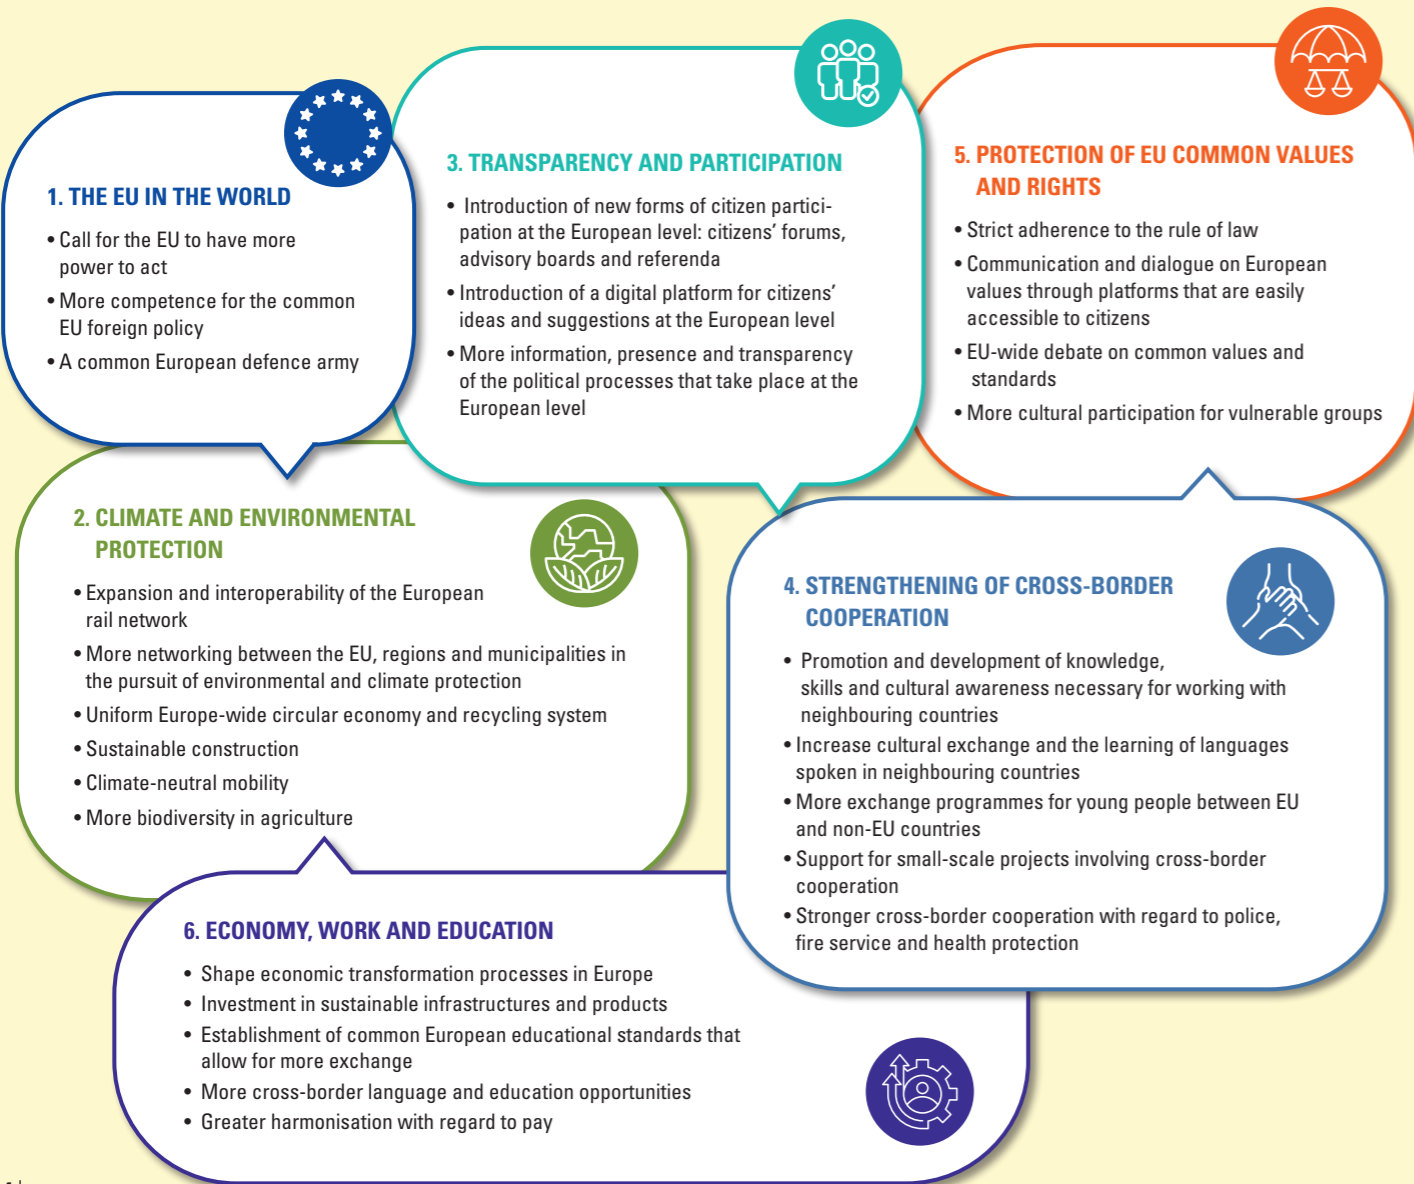 1. THE EU IN THE WORLD
• Call for the EU to have more
power to act
• More competence for the common
EU foreign policy
• A common European defence army
2. CLIMATE AND ENVIRONMENTAL
PROTECTION
• Expansion and interoperability of the European
rail network
• More networking between the EU, regions and municipalities in
the pursuit of environmental and climate protection
• Uniform Europe-wide circular economy and recycling system
• Sustainable construction
• Climate-neutral mobility
• More biodiversity in agriculture
3. TRANSPARENCY AND PARTICIPATION
• Introduction of new forms of citizen partici-
pation at the European level: citizens’ forums,
advisory boards and referenda
• Introduction of a digital platform for citizens’
ideas and suggestions at the European level
• More information, presence and transparency
of the political processes that take place at the
European level
4. STRENGTHENING OF CROSS-BORDER
COOPERATION
• Promotion and development of knowledge,
skills and cultural awareness necessary for working with
neighbouring countries
• Increase cultural exchange and the learning of languages
spoken in neighbouring countries
• More exchange programmes for young people between EU
and non-EU countries
• Support for small-scale projects involving cross-border
cooperation
• Stronger cross-border cooperation with regard to police,
fire service and health protection
5. PROTECTION OF EU COMMON VALUES
AND RIGHTS
• Strict adherence to the rule of law
• Communication and dialogue on European
values through platforms that are easily
accessible to citizens
• EU-wide debate on common values and
standards
• More cultural participation for vulnerable groups
6. ECONOMY, WORK AND EDUCATION
• Shape economic transformation processes in Europe
• Investment in sustainable infrastructures and products
• Establishment of common European educational standards that
allow for more exchange
• More cross-border language and education opportunities
• Greater harmonisation with regard to pay